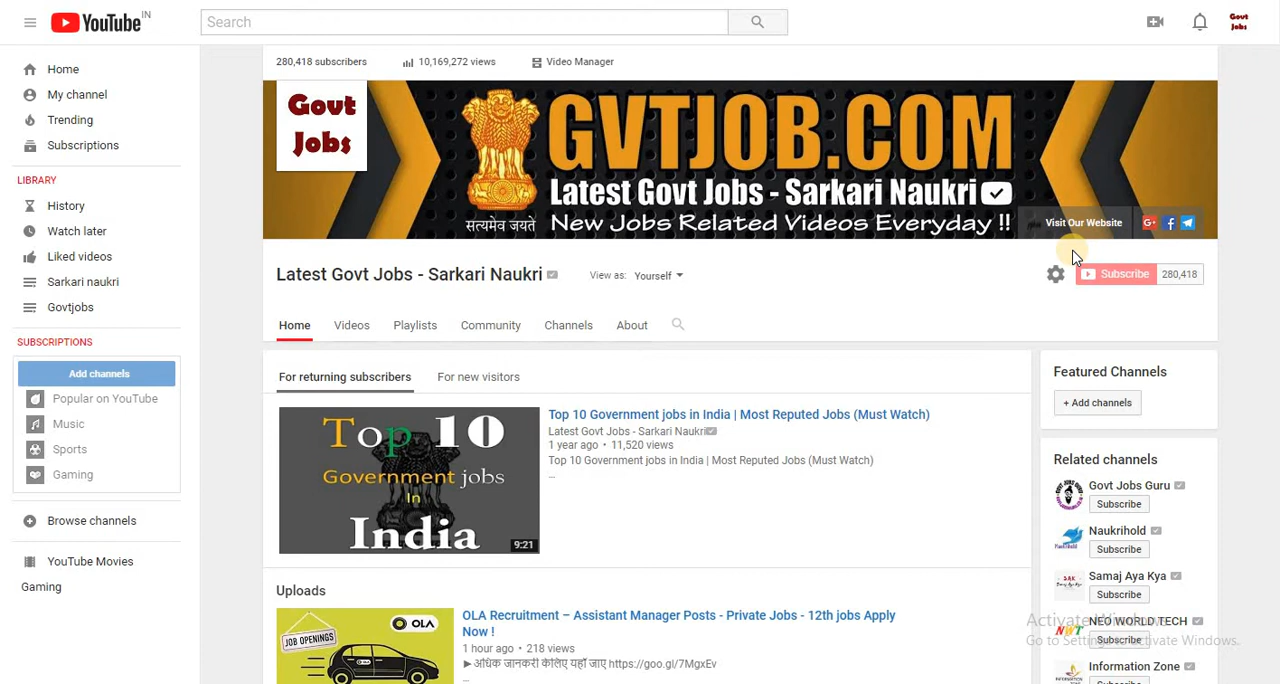 YouTube IN
Search
Govt
Jobs
Home
My channel
Trending
Subscriptions
LIBRARY
History
Watch later
Liked videos
Sarkari naukri
Govtjobs
SUBSCRIPTIONS
Add channels
Popular on YouTube
Music
Sports
Gaming
Browse channels
YouTube Movies
Gaming
280,418 subscribers
10,169,272 views
Video Manager
Govt
Jobs
GVTJOB.COM
Latest Govt Jobs - Sarkari Naukri
सत्यमेव जयते
New Jobs Related Videos Everyday !!
Visit Our Website
G+
Latest Govt Jobs - Sarkari Naukri
View as: Yourself
Subscribe 280,418
Home Videos Playlists Community Channels About
For returning subscribers For new visitors
Top 10
Government jobs
In
India
9:21
Top 10 Government jobs in India | Most Reputed Jobs (Must Watch)
Latest Govt Jobs - Sarkari Naukri
1 year ago • 11,520 views
Top 10 Government jobs in India | Most Reputed Jobs (Must Watch)
...
Uploads
JOB OPENINGS
OLA
OLA Recruitment – Assistant Manager Posts - Private Jobs - 12th jobs Apply
Now !
1 hour ago • 218 views
►अधिक जानकरी केलिए यहाँ जाए https://goo.gl/7MgxEv
...
Featured Channels
+ Add channels
Related channels
Govt Jobs Guru
Subscribe
Naukrihold
Subscribe
Samaj Aya Kya
Subscribe
NEO WORLD TECH
NWT
Subscribe
Information Zone
Subscribe
Activate Windows
Go to Settings to activate Windows.